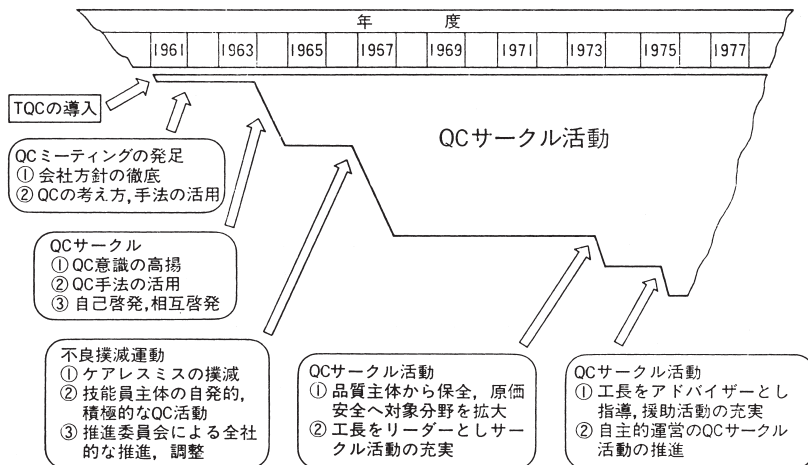 年 度
1961 1963 1965 1957 1969 1971 1973 1975 1977
TQCの導入
QCサークル活動
QCミーティングの発足
① 会社方針の徹底
② QCの考え方,手法の活用
QCサークル
① QC意識の高揚
② QC手法の活用
③ 自己啓発,相互啓発
不良撲滅運動
① ケアレスミスの撲滅
② 技能員主体の自発的,
積極的なQC活動
③ 推進委員会による全社
的な推進, 調整
QCサークル活動
① 品質主体から保全, 原価
安全へ対象分野を拡大
② 工長をリーダーとしサー
クル活動の充実
QCサークル活動
① 工長をアドバイザーとし
指導,援助活動の充実
② 自主的運営のQCサークル
活動の推進